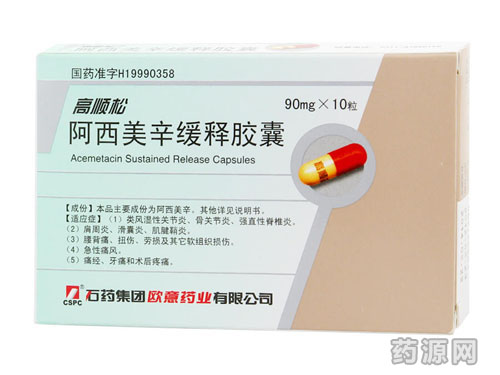 国药准字H19990358
90mg×10粒
高顺松
阿西美辛缓释胶囊
Acemetacin Sustained Release Capsules
【成份】本品主要成份为阿西美辛。其他详见说明书。
【适应症】(1)类风湿性关节炎、骨关节炎、强直性脊椎炎。
(2)肩周炎、滑囊炎、肌腱鞘炎。
(3)腰背痛、扭伤、劳损及其它软组织损伤。
(4)急性痛风。
(5)痛经、牙痛和术后疼痛。
CSPC 石药集团欧意药业有限公司
药源网